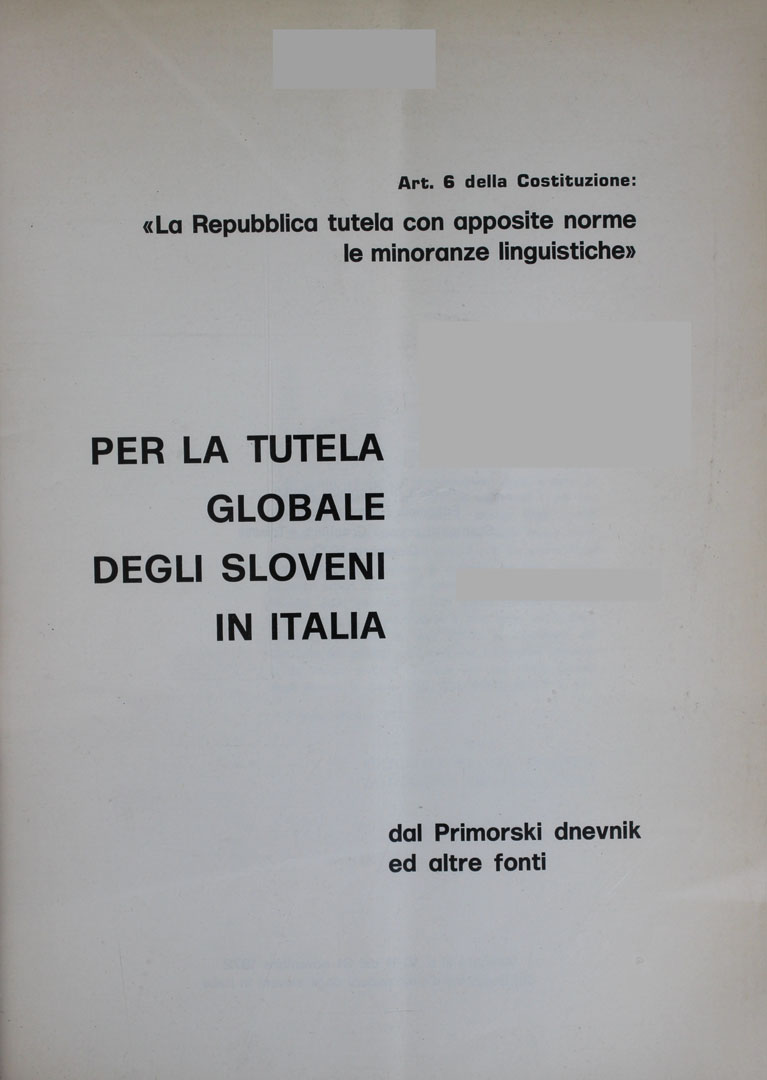 Art. 6 della Costituzione:
«La Repubblica tutela con apposite norme
le minoranze linguistiche»
PER LA TUTELA
GLOBALE
DEGLI SLOVENI
IN ITALIA
dal Primorski dnevnik
ed altre fonti